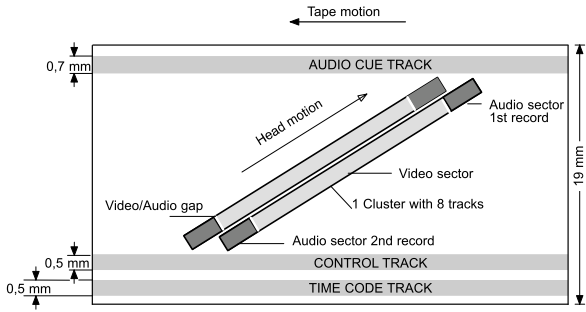 Tape motion
0,7 mm
AUDIO CUE TRACK
Head motion
Audio sector
1st record
19 mm
Video sector
Video/Audio gap
1 Cluster with 8 tracks
Audio sector 2nd record
0,5 mm
CONTROL TRACK
0,5 mm
TIME CODE TRACK